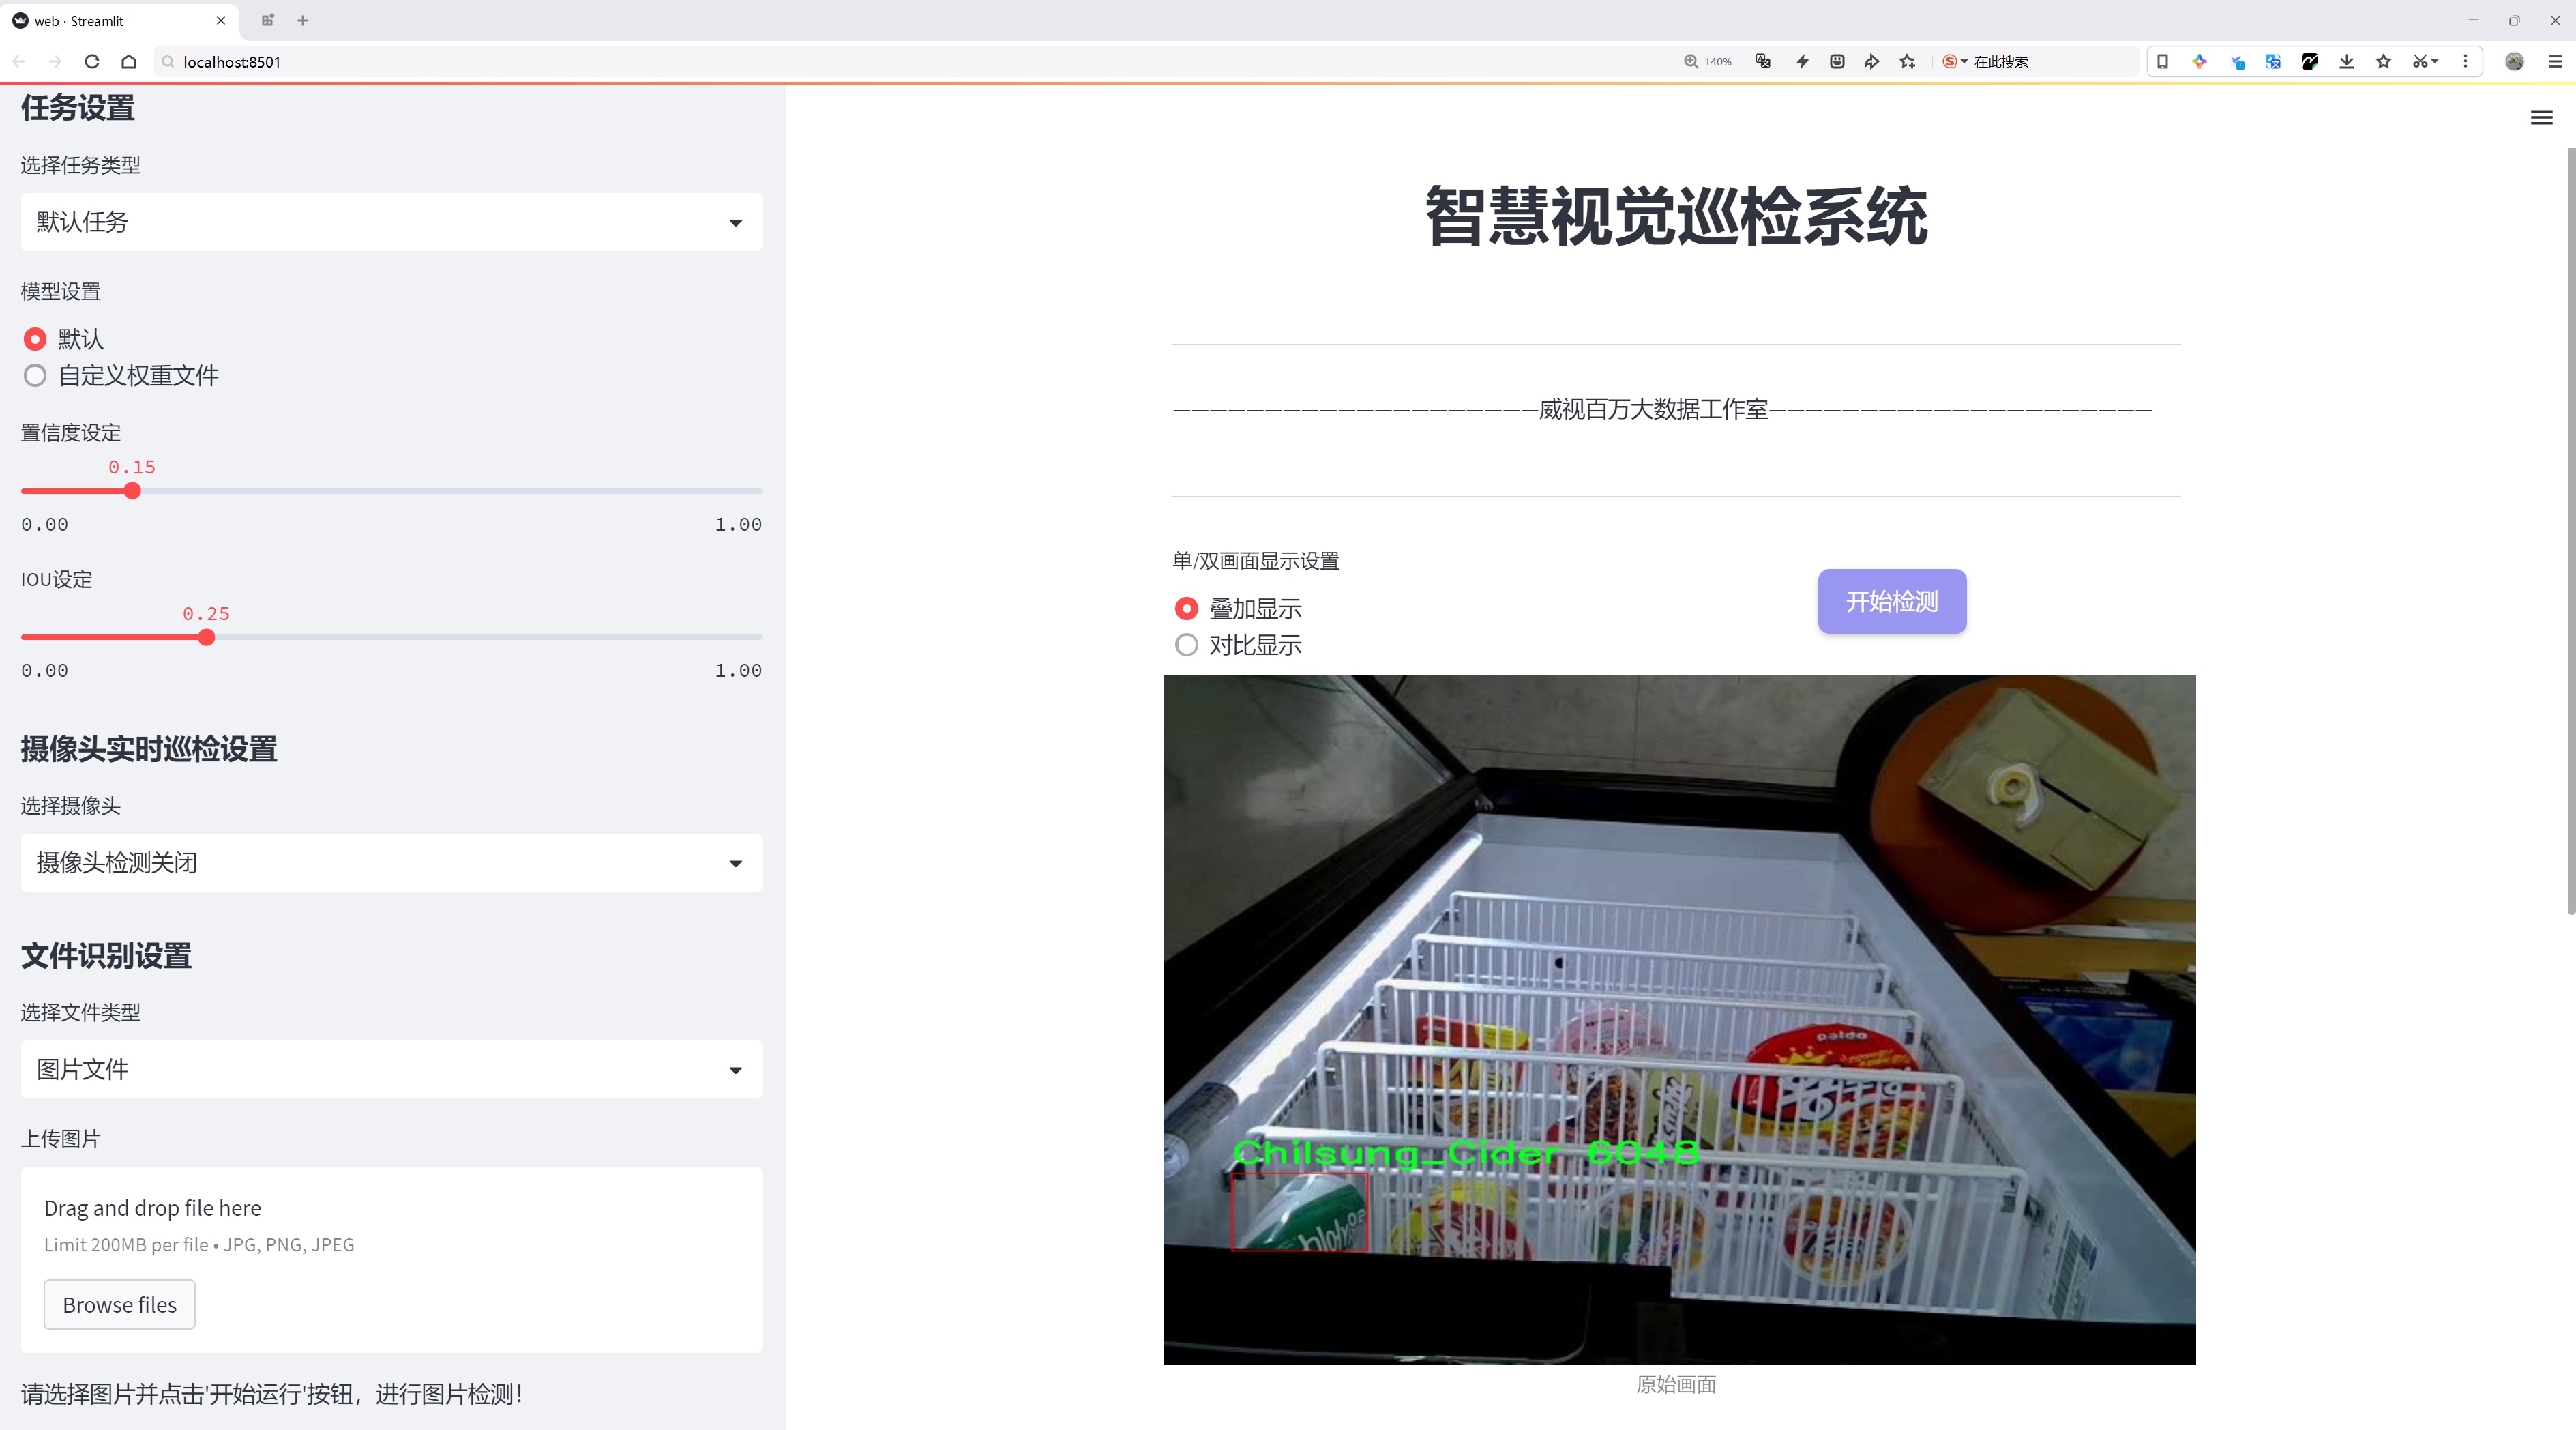 web · Streamlit
localhost:8501
140%
在此搜索
任务设置
选择任务类型
默认任务
模型设置
默认
自定义权重文件
置信度设定
0.15
0.00
1.00
IOU设定
0.25
0.00
1.00
摄像头实时巡检设置
选择摄像头
摄像头检测关闭
文件识别设置
选择文件类型
图片文件
上传图片
Drag and drop file here
Limit 200MB per file • JPG, PNG, JPEG
Browse files
请选择图片并点击'开始运行'按钮，进行图片检测！
智慧视觉巡检系统
————————————————————威视百万大数据工作室—————————————————————
单/双画面显示设置
叠加显示
对比显示
开始检测
paldo
Chilsung_Cider 6048
原始画面